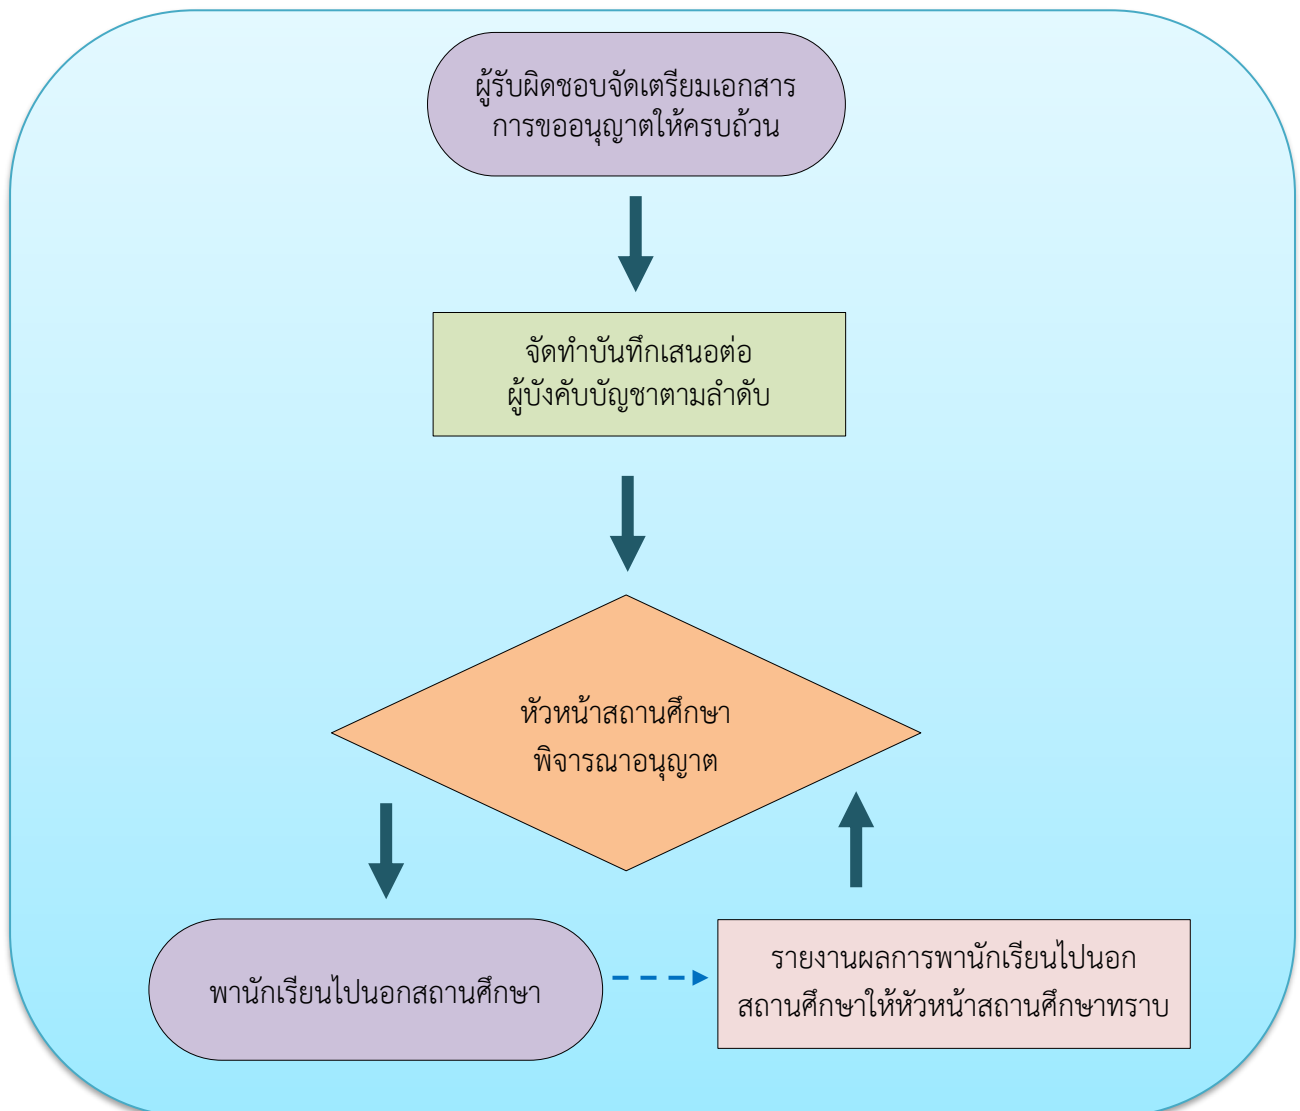 ผู้รับผิดชอบจัดเตรียมเอกสาร
การขออนุญาตให้ครบถ้วน
จัดทำบันทึกเสนอต่อ
ผู้บังคับบัญชาตามลำดับ
หัวหน้าสถานศึกษา
พิจารณาอนุญาต
พานักเรียนไปนอกสถานศึกษา
รายงานผลการพานักเรียนไปนอก
สถานศึกษาให้หัวหน้าสถานศึกษาทราบ